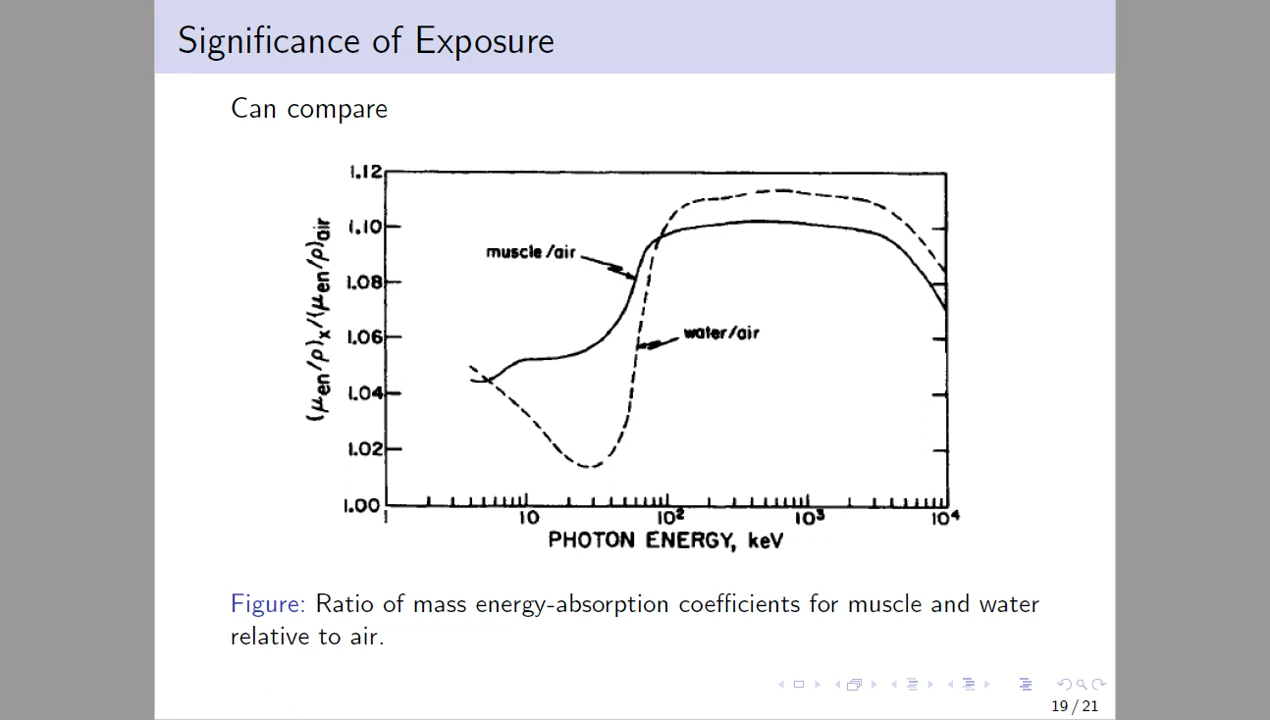 Significance of Exposure
Can compare
1.12
1.10
1.08
1.06
1.04
1.02
1.00
(μen/ρ)x/(μen/ρ)air
muscle/air
water/air
1 10 10² 10³ 10⁴
PHOTON ENERGY, keV
Figure: Ratio of mass energy-absorption coefficients for muscle and water
relative to air.
19 / 21